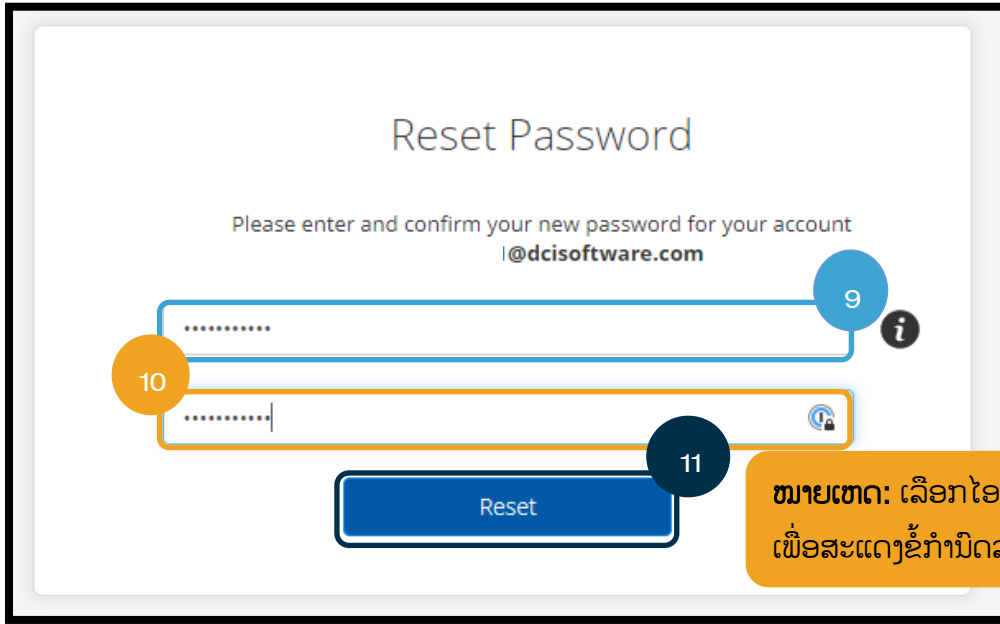 Reset Password
Please enter and confirm your new password for your account
@dcisoftware.com
9
•••••••••••
10
•••••••••••
11
Reset
ໝາຍເຫດ: ເລືອກໄອ
ເພື່ອສະແດງຂໍ້ກຳນົດ